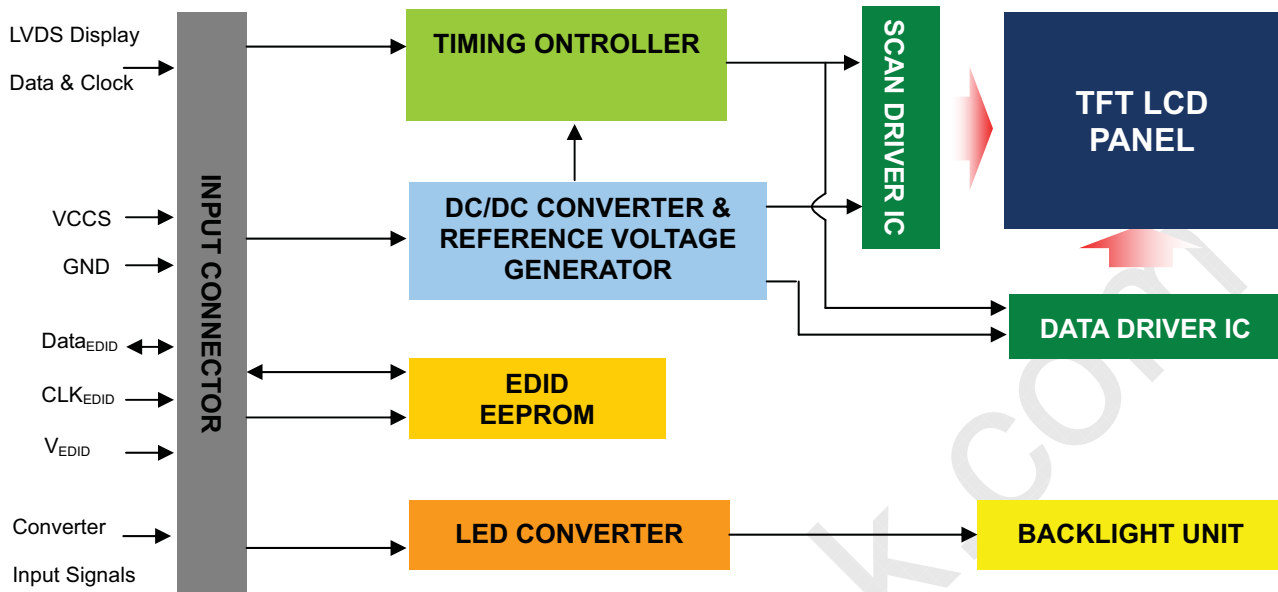 LVDS Display
Data & Clock
VCCS
GND
DataEDID
CLKEDID
VEDID
Converter
Input Signals
INPUT CONNECTOR
TIMING ONTROLLER
DC/DC CONVERTER &
REFERENCE VOLTAGE
GENERATOR
EDID
EEPROM
LED CONVERTER
SCAN DRIVER IC
TFT LCD
PANEL
DATA DRIVER IC
BACKLIGHT UNIT
k.com